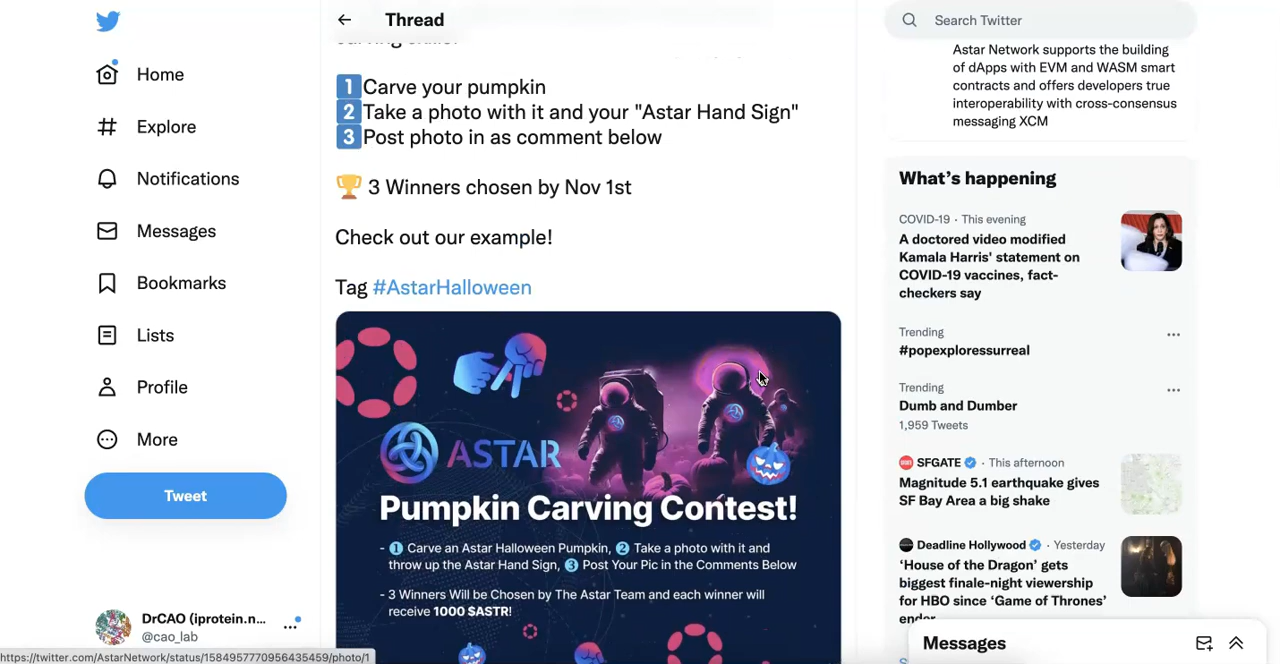 Thread
Search Twitter
Home
Explore
Notifications
Messages
Bookmarks
Lists
Profile
More
Tweet
DrCAO (iprotein.n...
@cao_lab
https://twitter.com/AstarNetwork/status/1584957770956435459/photo/1
1 Carve your pumpkin
2 Take a photo with it and your "Astar Hand Sign"
3 Post photo in as comment below
🏆 3 Winners chosen by Nov 1st
Check out our example!
Tag #AstarHalloween
ASTAR
Pumpkin Carving Contest!
- 1 Carve an Astar Halloween Pumpkin, 2 Take a photo with it and
throw up the Astar Hand Sign, 3 Post Your Pic in the Comments Below
- 3 Winners Will be Chosen by The Astar Team and each winner will
receive 1000 $ASTR!
Astar Network supports the building
of dApps with EVM and WASM smart
contracts and offers developers true
interoperability with cross-consensus
messaging XCM
What's happening
COVID-19 · This evening
A doctored video modified
Kamala Harris' statement on
COVID-19 vaccines, fact-
checkers say
Trending
#popexploressurreal
Trending
Dumb and Dumber
1,959 Tweets
SFGATE · This afternoon
Magnitude 5.1 earthquake gives
SF Bay Area a big shake
Deadline Hollywood · Yesterday
'House of the Dragon' gets
biggest finale-night viewership
for HBO since 'Game of Thrones'
Messages